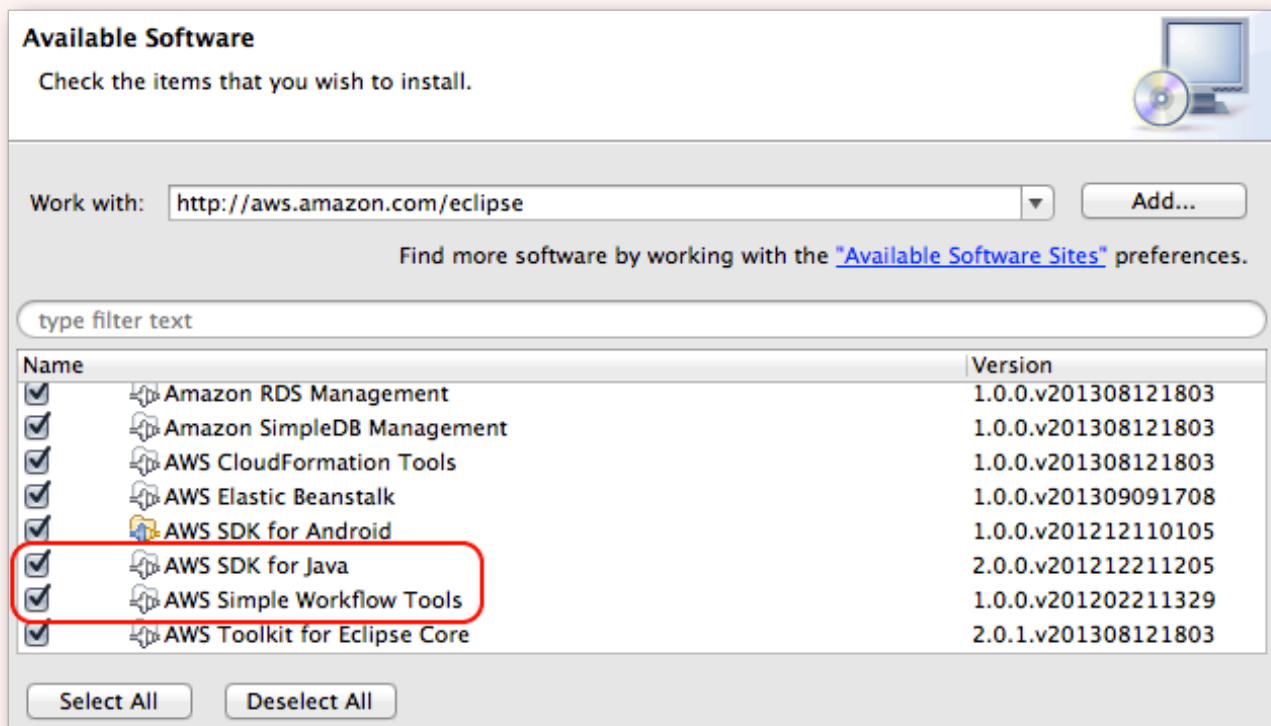 Available Software
Check the items that you wish to install.
Work with: http://aws.amazon.com/eclipse Add...
Find more software by working with the "Available Software Sites" preferences.
type filter text
Name Version
Amazon RDS Management 1.0.0.v201308121803
Amazon SimpleDB Management 1.0.0.v201308121803
AWS CloudFormation Tools 1.0.0.v201308121803
AWS Elastic Beanstalk 1.0.0.v201309091708
AWS SDK for Android 1.0.0.v201212110105
AWS SDK for Java 2.0.0.v201212211205
AWS Simple Workflow Tools 1.0.0.v201202211329
AWS Toolkit for Eclipse Core 2.0.1.v201308121803
Select All Deselect All